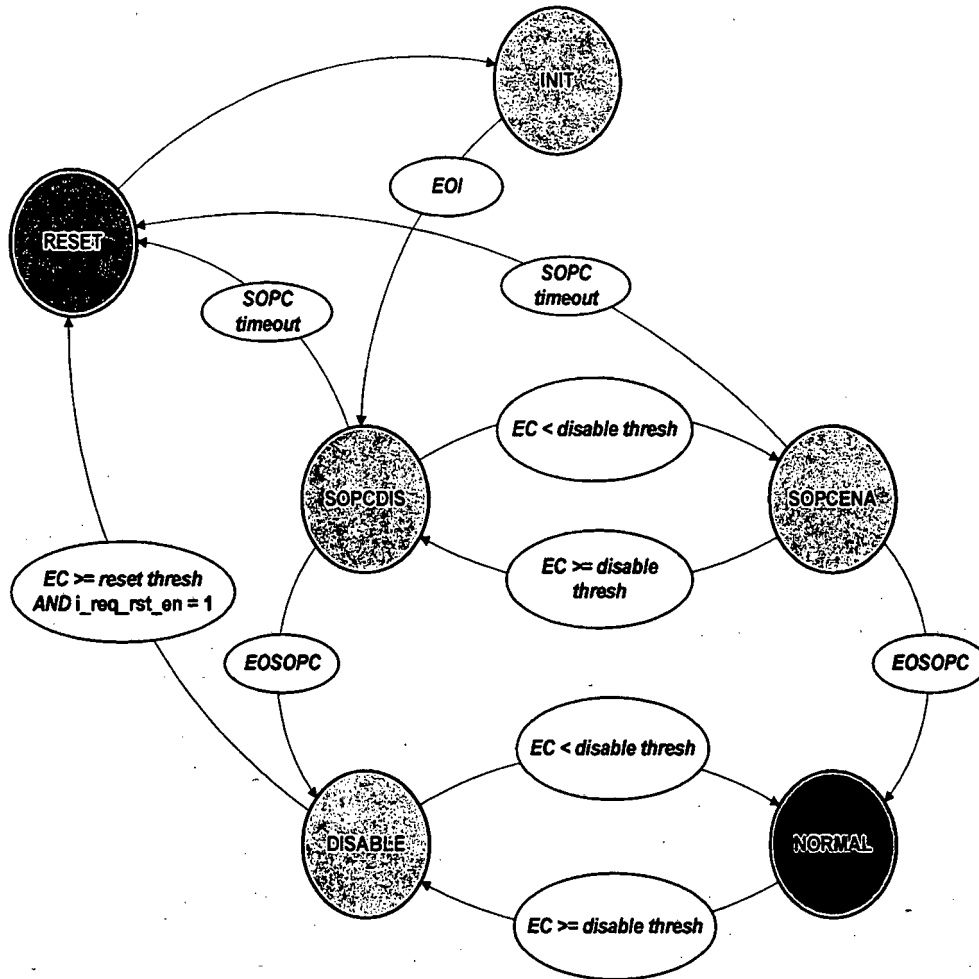 INIT
EOI
RESET
SOPC
timeout
SOPC
timeout
EC < disable thresh
SOPCDIS
SOPCENA
EC >= disable
thresh
EC >= reset thresh
AND i_req_rst_en = 1
EOSOPC
EOSOPC
EC < disable thresh
DISABLE
NORMAL
EC >= disable thresh